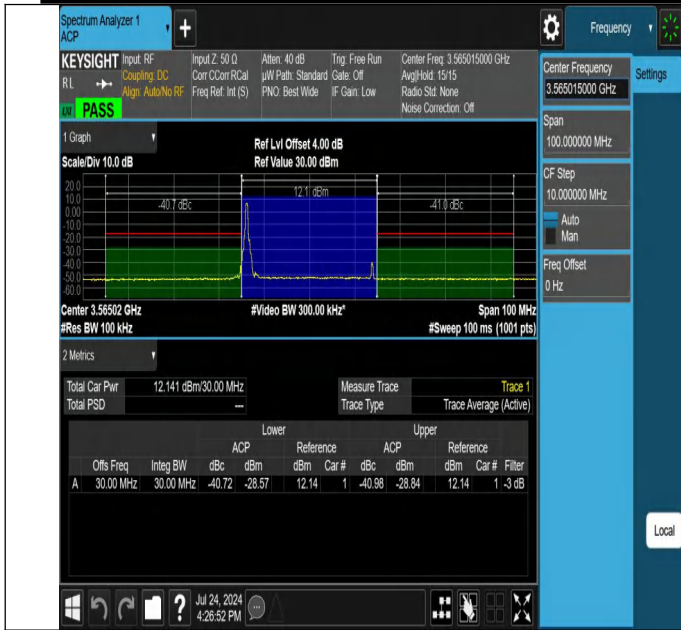 Spectrum Analyzer 1
ACP
+
Frequency
KEYSIGHT Input: RF Input Z: 50 Ω Atten: 40 dB Trig: Free Run Center Freq: 3.565015000 GHz
RL Coupling: DC Corr CCorr RCal µW Path: Standard Gate: Off Avg|Hold: 15/15
Align: Auto/No RF Freq Ref: Int (S) PNO: Best Wide IF Gain: Low Radio Std: None
Noise Correction: Off
PASS
1 Graph
Ref Lvl Offset 4.00 dB
Scale/Div 10.0 dB Ref Value 30.00 dBm
20.0
10.0
0.00
-10.0
-20.0
-30.0
-40.0
-50.0
-60.0
-40.7 dBc 12.1 dBm -41.0 dBc
Center 3.56502 GHz #Video BW 300.00 kHz* Span 100 MHz
#Res BW 100 kHz #Sweep 100 ms (1001 pts)
2 Metrics
Total Car Pwr 12.141 dBm/30.00 MHz Measure Trace Trace 1
Total PSD --- Trace Type Trace Average (Active)
Lower Upper
ACP Reference ACP Reference
Offs Freq Integ BW dBc dBm dBm Car # dBc dBm dBm Car # Filter
A 30.00 MHz 30.00 MHz -40.72 -28.57 12.14 1 -40.98 -28.84 12.14 1 -3 dB
Center Frequency
3.565015000 GHz
Settings
Span
100.000000 MHz
CF Step
10.000000 MHz
Auto
Man
Freq Offset
0 Hz
Local
?
Jul 24, 2024
4:26:52 PM